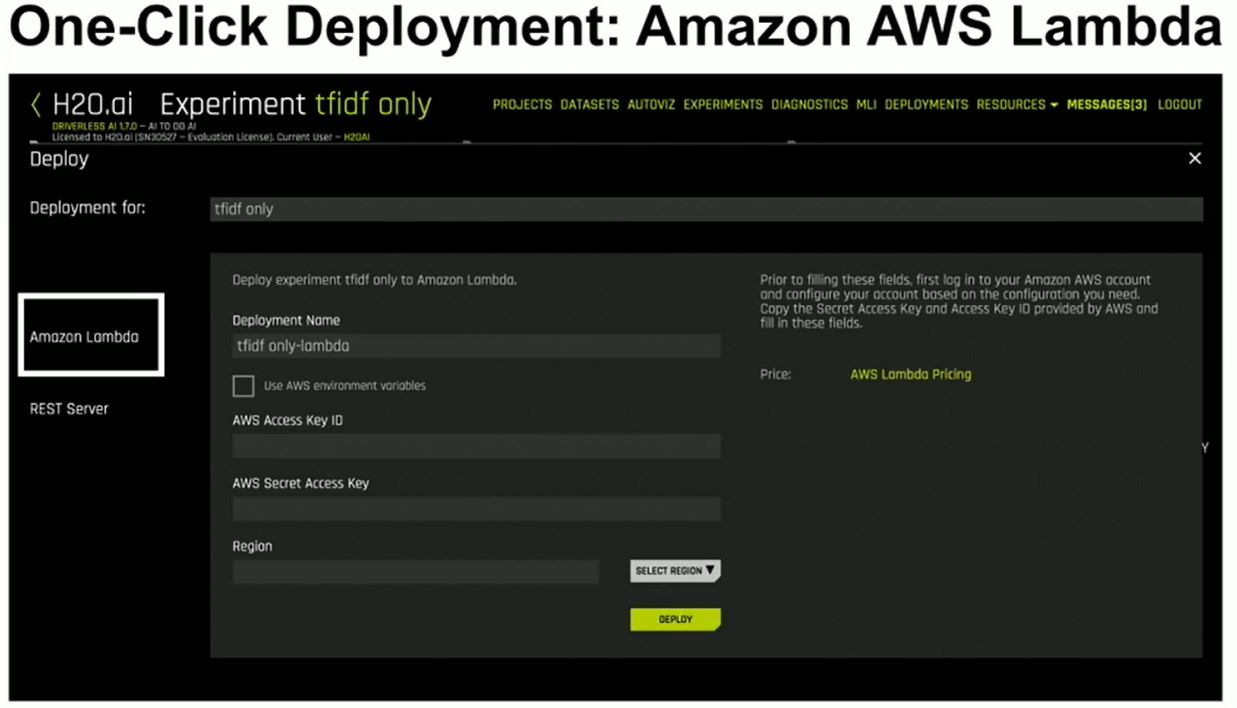 One-Click Deployment: Amazon AWS Lambda
H2O.ai Experiment tfidf only
PROJECTS DATASETS AUTOVIZ EXPERIMENTS DIAGNOSTICS MLI DEPLOYMENTS RESOURCES MESSAGES[3] LOGOUT
DRIVERLESS AI 1.7.0 – AI TO DO AI
Licensed to H2O.ai (SN30527 – Evaluation License). Current User – H2OAI
Deploy
Deployment for:
tfidf only
Amazon Lambda
REST Server
Deploy experiment tfidf only to Amazon Lambda.
Deployment Name
tfidf only-lambda
Use AWS environment variables
AWS Access Key ID
AWS Secret Access Key
Region
SELECT REGION
DEPLOY
Prior to filling these fields, first log in to your Amazon AWS account
and configure your account based on the configuration you need.
Copy the Secret Access Key and Access Key ID provided by AWS and
fill in these fields.
Price: AWS Lambda Pricing
Y